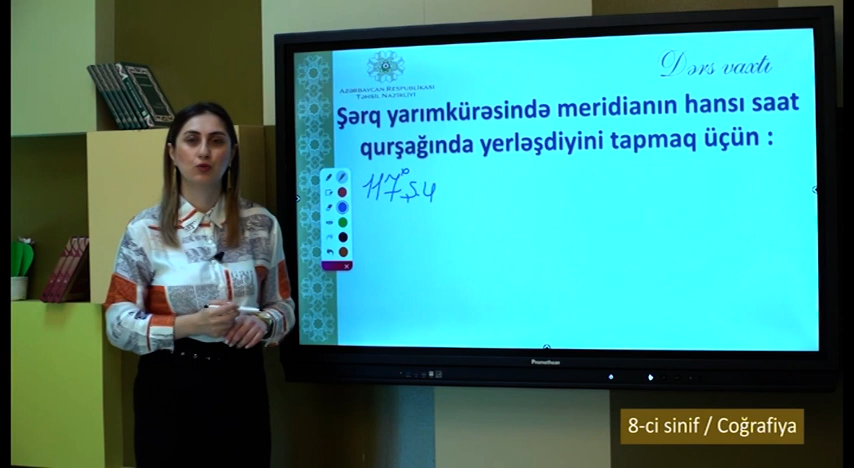 Dərs vaxtı
AZƏRBAYCAN RESPUBLİKASI
TƏHSİL NAZİRLİYİ
Şərq yarımkürəsində meridianın hansı saat
qurşağında yerləşdiyini tapmaq üçün :
117° Ş.u
Promethean
8-ci sinif / Coğrafiya